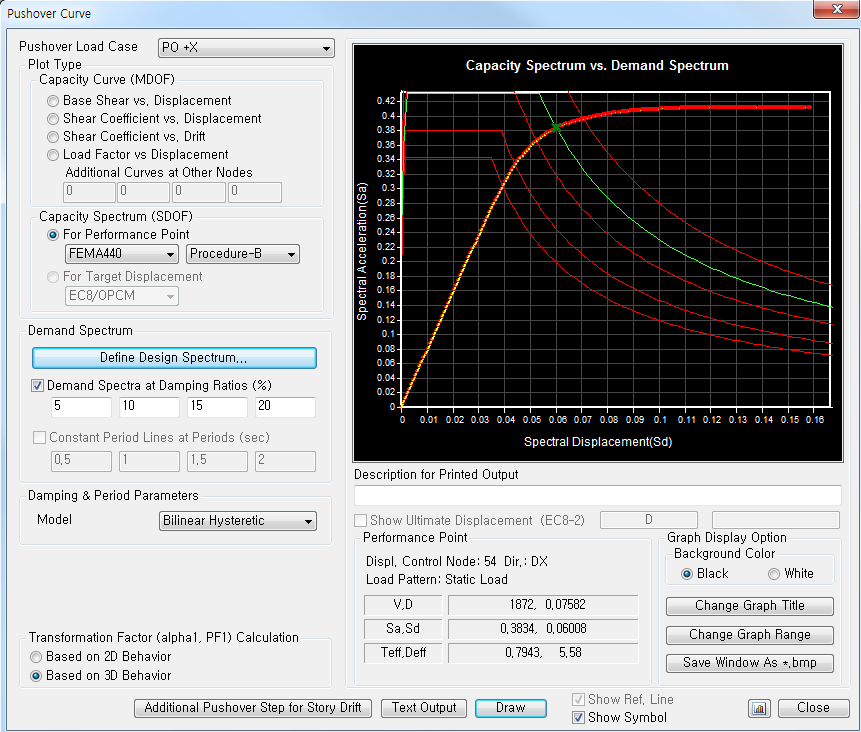 Pushover Curve
Pushover Load Case
PO +X
Plot Type
Capacity Curve (MDOF)
Base Shear vs. Displacement
Shear Coefficient vs. Displacement
Shear Coefficient vs. Drift
Load Factor vs Displacement
Additional Curves at Other Nodes
0 0 0 0
Capacity Spectrum (SDOF)
For Performance Point
FEMA440 Procedure-B
For Target Displacement
EC8/OPCM
Demand Spectrum
Define Design Spectrum...
Demand Spectra at Damping Ratios (%)
5 10 15 20
Constant Period Lines at Periods (sec)
0.5 1 1.5 2
Damping & Period Parameters
Model Bilinear Hysteretic
Transformation Factor (alpha1, PF1) Calculation
Based on 2D Behavior
Based on 3D Behavior
Capacity Spectrum vs. Demand Spectrum
Spectral Acceleration(Sa)
0.42
0.4
0.38
0.36
0.34
0.32
0.3
0.28
0.26
0.24
0.22
0.2
0.18
0.16
0.14
0.12
0.1
0.08
0.06
0.04
0.02
0
0 0.01 0.02 0.03 0.04 0.05 0.06 0.07 0.08 0.09 0.1 0.11 0.12 0.13 0.14 0.15 0.16
Spectral Displacement(Sd)
Description for Printed Output
Show Ultimate Displacement (EC8-2) D
Performance Point
Displ. Control Node: 54 Dir.: DX
Load Pattern: Static Load
V,D 1872, 0.07582
Sa,Sd 0.3834, 0.06008
Teff,Deff 0.7943, 5.58
Graph Display Option
Background Color
Black White
Change Graph Title
Change Graph Range
Save Window As *.bmp
Additional Pushover Step for Story Drift Text Output Draw
Show Ref. Line
Show Symbol
Close